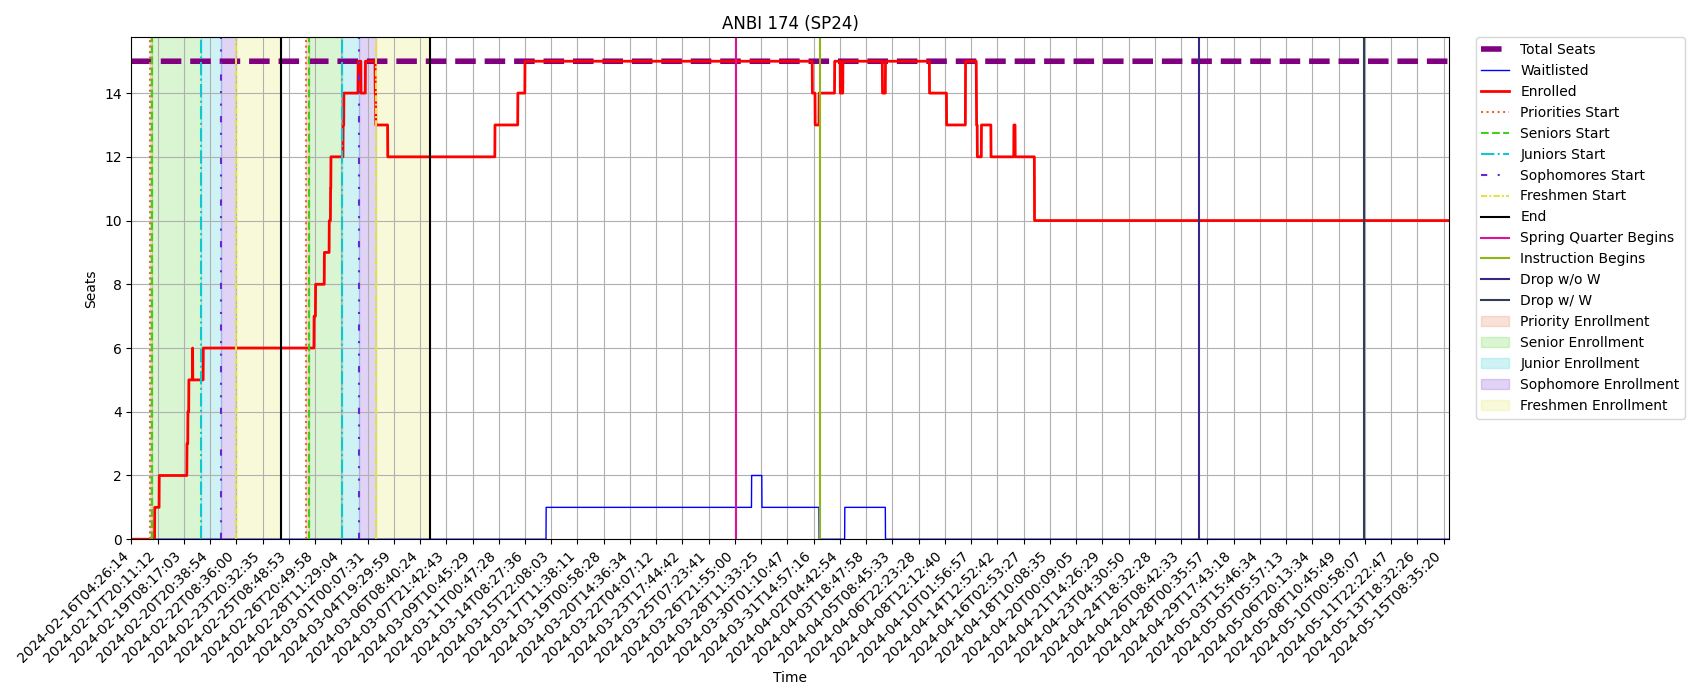 ANBI 174 (SP24)
Seats
14
12
10
8
6
4
2
0
2024-02-16T04:26:14
2024-02-17T20:11:12
2024-02-19T08:17:03
2024-02-20T20:38:54
2024-02-22T08:36:00
2024-02-23T20:32:35
2024-02-25T08:48:53
2024-02-26T20:49:58
2024-02-28T11:29:04
2024-03-01T00:07:31
2024-03-04T19:29:59
2024-03-06T08:40:24
2024-03-07T21:42:43
2024-03-09T10:45:29
2024-03-11T00:47:28
2024-03-14T08:27:36
2024-03-15T22:08:03
2024-03-17T11:38:11
2024-03-19T00:58:28
2024-03-20T14:36:34
2024-03-22T04:07:12
2024-03-23T17:44:42
2024-03-25T07:23:41
2024-03-26T21:55:00
2024-03-28T11:33:25
2024-03-30T01:10:47
2024-03-31T14:57:16
2024-04-02T04:42:54
2024-04-03T18:47:58
2024-04-05T08:45:33
2024-04-06T22:23:28
2024-04-08T12:12:40
2024-04-10T01:56:57
2024-04-14T12:52:42
2024-04-16T02:53:27
2024-04-18T10:08:35
2024-04-20T00:09:05
2024-04-21T14:26:29
2024-04-23T04:30:50
2024-04-24T18:32:28
2024-04-26T08:42:33
2024-04-28T00:35:57
2024-04-29T17:43:18
2024-05-03T15:46:34
2024-05-05T05:57:13
2024-05-06T20:13:34
2024-05-08T10:45:49
2024-05-10T00:58:07
2024-05-11T22:22:47
2024-05-13T18:32:26
2024-05-15T08:35:20
Time
Total Seats
Waitlisted
Enrolled
Priorities Start
Seniors Start
Juniors Start
Sophomores Start
Freshmen Start
End
Spring Quarter Begins
Instruction Begins
Drop w/o W
Drop w/ W
Priority Enrollment
Senior Enrollment
Junior Enrollment
Sophomore Enrollment
Freshmen Enrollment